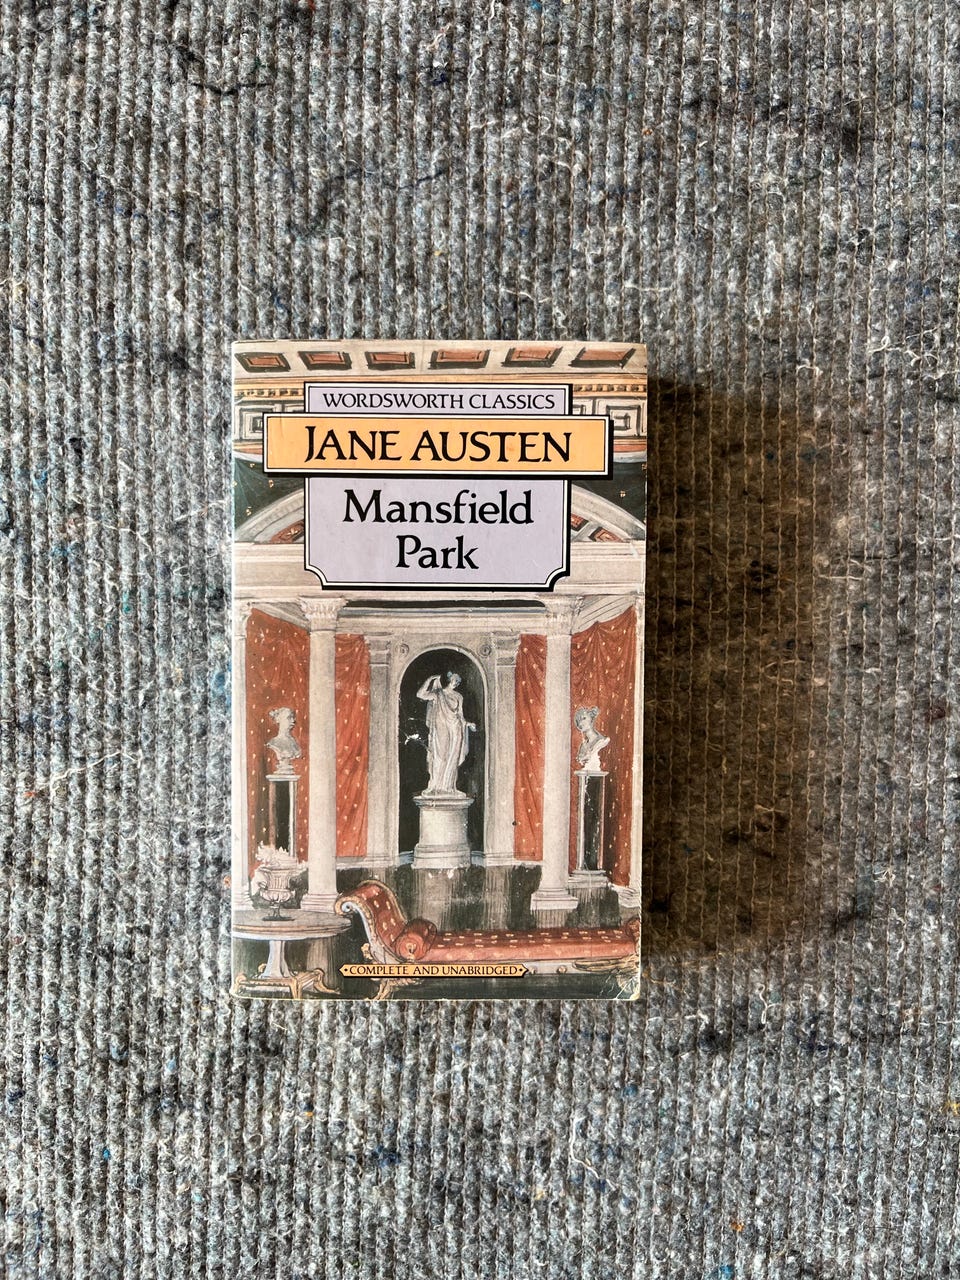 WORDSWORTH CLASSICS
JANE AUSTEN
Mansfield
Park
COMPLETE AND UNABRIDGED